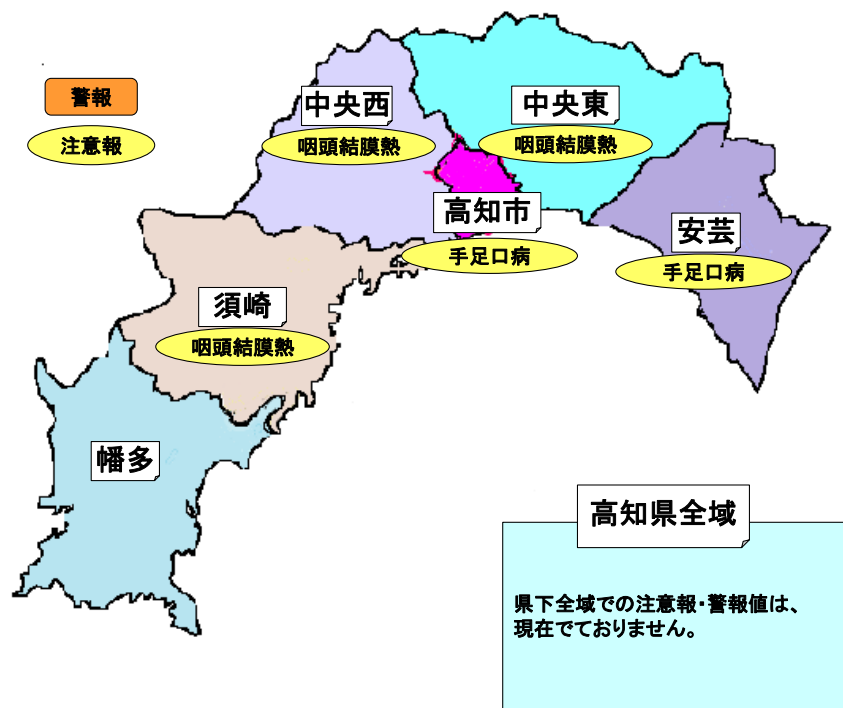 警報
注意報
中央西
咽頭結膜熱
中央東
咽頭結膜熱
高知市
手足口病
安芸
手足口病
須崎
咽頭結膜熱
幡多
高知県全域
県下全域での注意報・警報値は、
現在でておりません。